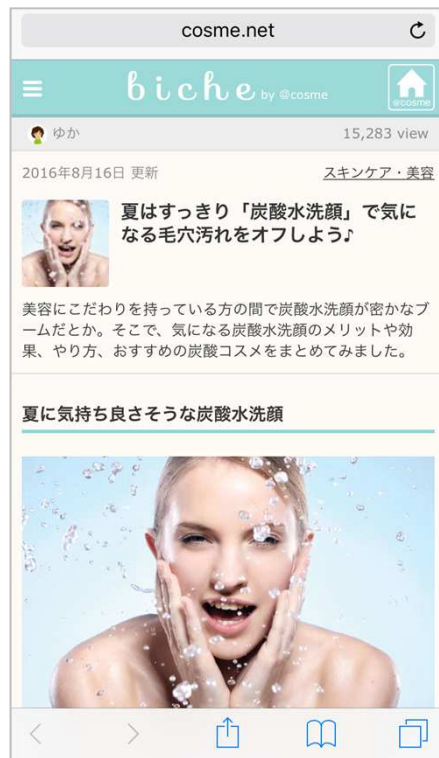 cosme.net
biche by @cosme
@cosme
ゆか 15,283 view
2016年8月16日 更新 スキンケア・美容
夏はすっきり「炭酸水洗顔」で気に
なる毛穴汚れをオフしよう♪
美容にこだわりを持っている方の間で炭酸水洗顔が密かなブ
ームだとか。そこで、気になる炭酸水洗顔のメリットや効
果、やり方、おすすめの炭酸コスメをまとめてみました。
夏に気持ち良さそうな炭酸水洗顔